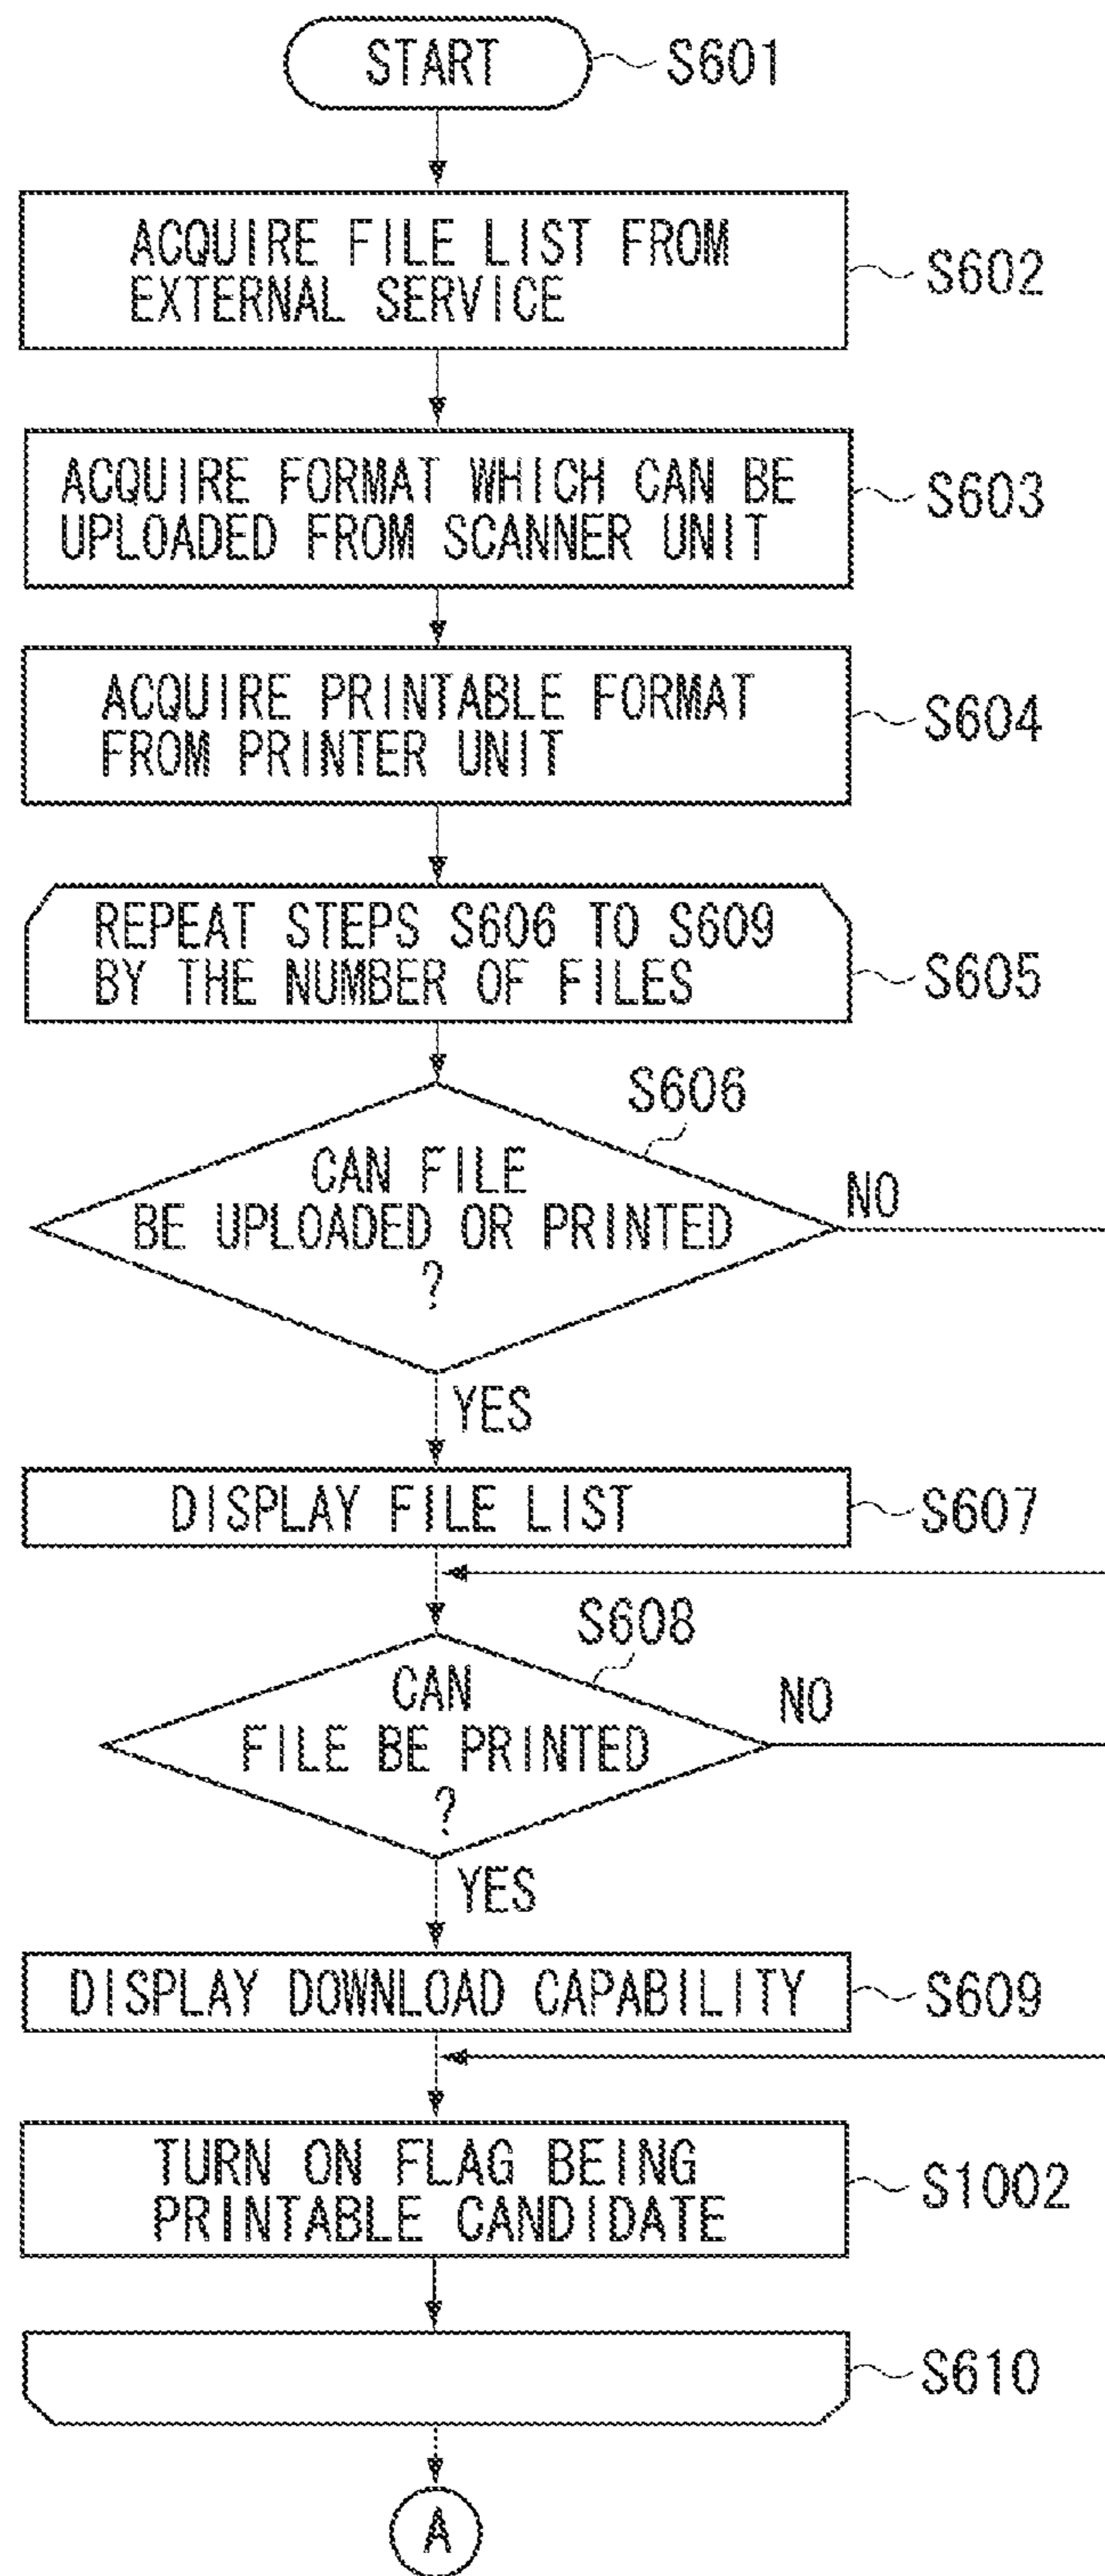 START
S601
ACQUIRE FILE LIST FROM
EXTERNAL SERVICE
S602
ACQUIRE FORMAT WHICH CAN BE
UPLOADED FROM SCANNER UNIT
S603
ACQUIRE PRINTABLE FORMAT
FROM PRINTER UNIT
S604
REPEAT STEPS S606 TO S609
BY THE NUMBER OF FILES
S605
S606
CAN FILE
BE UPLOADED OR PRINTED
?
NO
YES
DISPLAY FILE LIST
S607
S608
CAN
FILE BE PRINTED
?
NO
YES
DISPLAY DOWNLOAD CAPABILITY
S609
TURN ON FLAG BEING
PRINTABLE CANDIDATE
S1002
S610
A